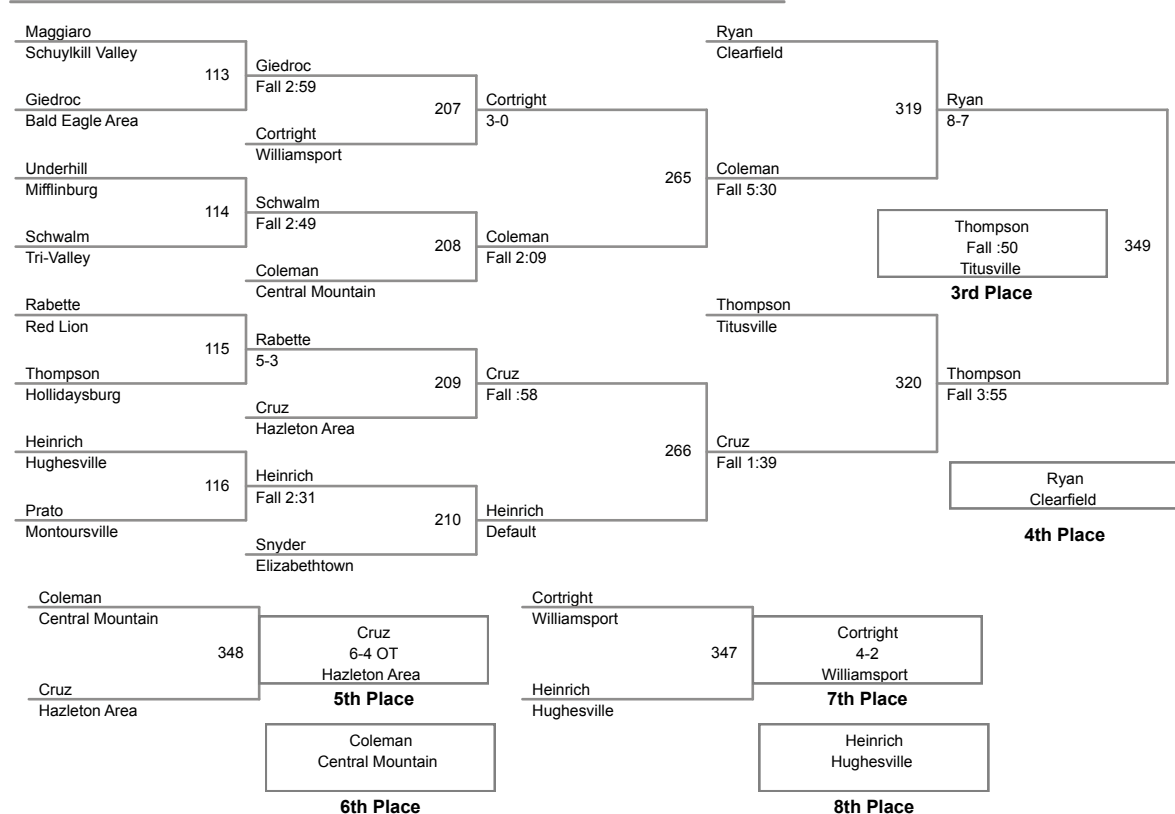 Maggiaro
Schuylkill Valley
113
Giedroc
Bald Eagle Area
Underhill
Mifflinburg
114
Schwalm
Tri-Valley
Rabette
Red Lion
115
Thompson
Hollidaysburg
Heinrich
Hughesville
116
Prato
Montoursville
Giedroc
Fall 2:59
207
Cortright
Williamsport
Schwalm
Fall 2:49
208
Coleman
Central Mountain
Rabette
5-3
209
Cruz
Hazleton Area
Heinrich
Fall 2:31
210
Snyder
Elizabethtown
Cortright
3-0
265
Coleman
Fall 2:09
Cruz
Fall :58
266
Heinrich
Default
Ryan
Clearfield
319
Coleman
Fall 5:30
Thompson
Titusville
320
Cruz
Fall 1:39
Ryan
8-7
349
Thompson
Fall 3:55
Thompson
Fall :50
Titusville
3rd Place
Ryan
Clearfield
4th Place
Coleman
Central Mountain
348
Cruz
Hazleton Area
Cruz
6-4 OT
Hazleton Area
5th Place
Coleman
Central Mountain
6th Place
Cortright
Williamsport
347
Heinrich
Hughesville
Cortright
4-2
Williamsport
7th Place
Heinrich
Hughesville
8th Place